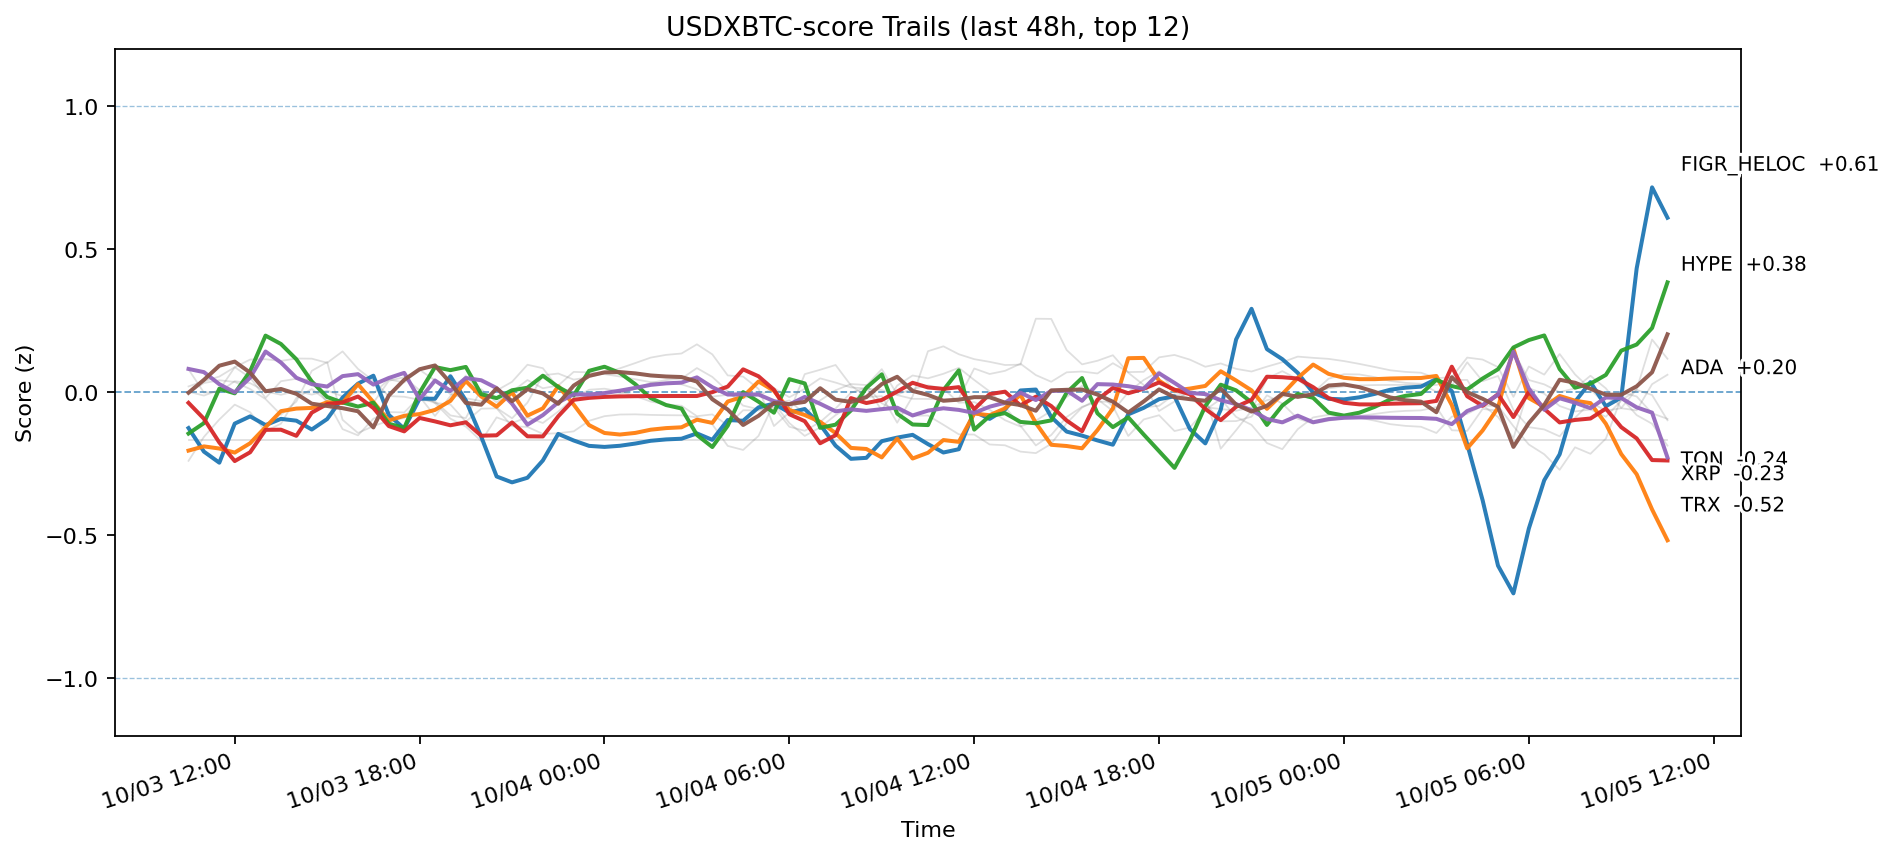 USDXBTC-score Trails (last 48h, top 12)
Score (z)
1.0
0.5
0.0
−0.5
−1.0
FIGR_HELOC +0.61
HYPE +0.38
ADA +0.20
TON -0.24
XRP -0.23
TRX -0.52
10/03 12:00
10/03 18:00
10/04 00:00
10/04 06:00
10/04 12:00
10/04 18:00
10/05 00:00
10/05 06:00
10/05 12:00
Time